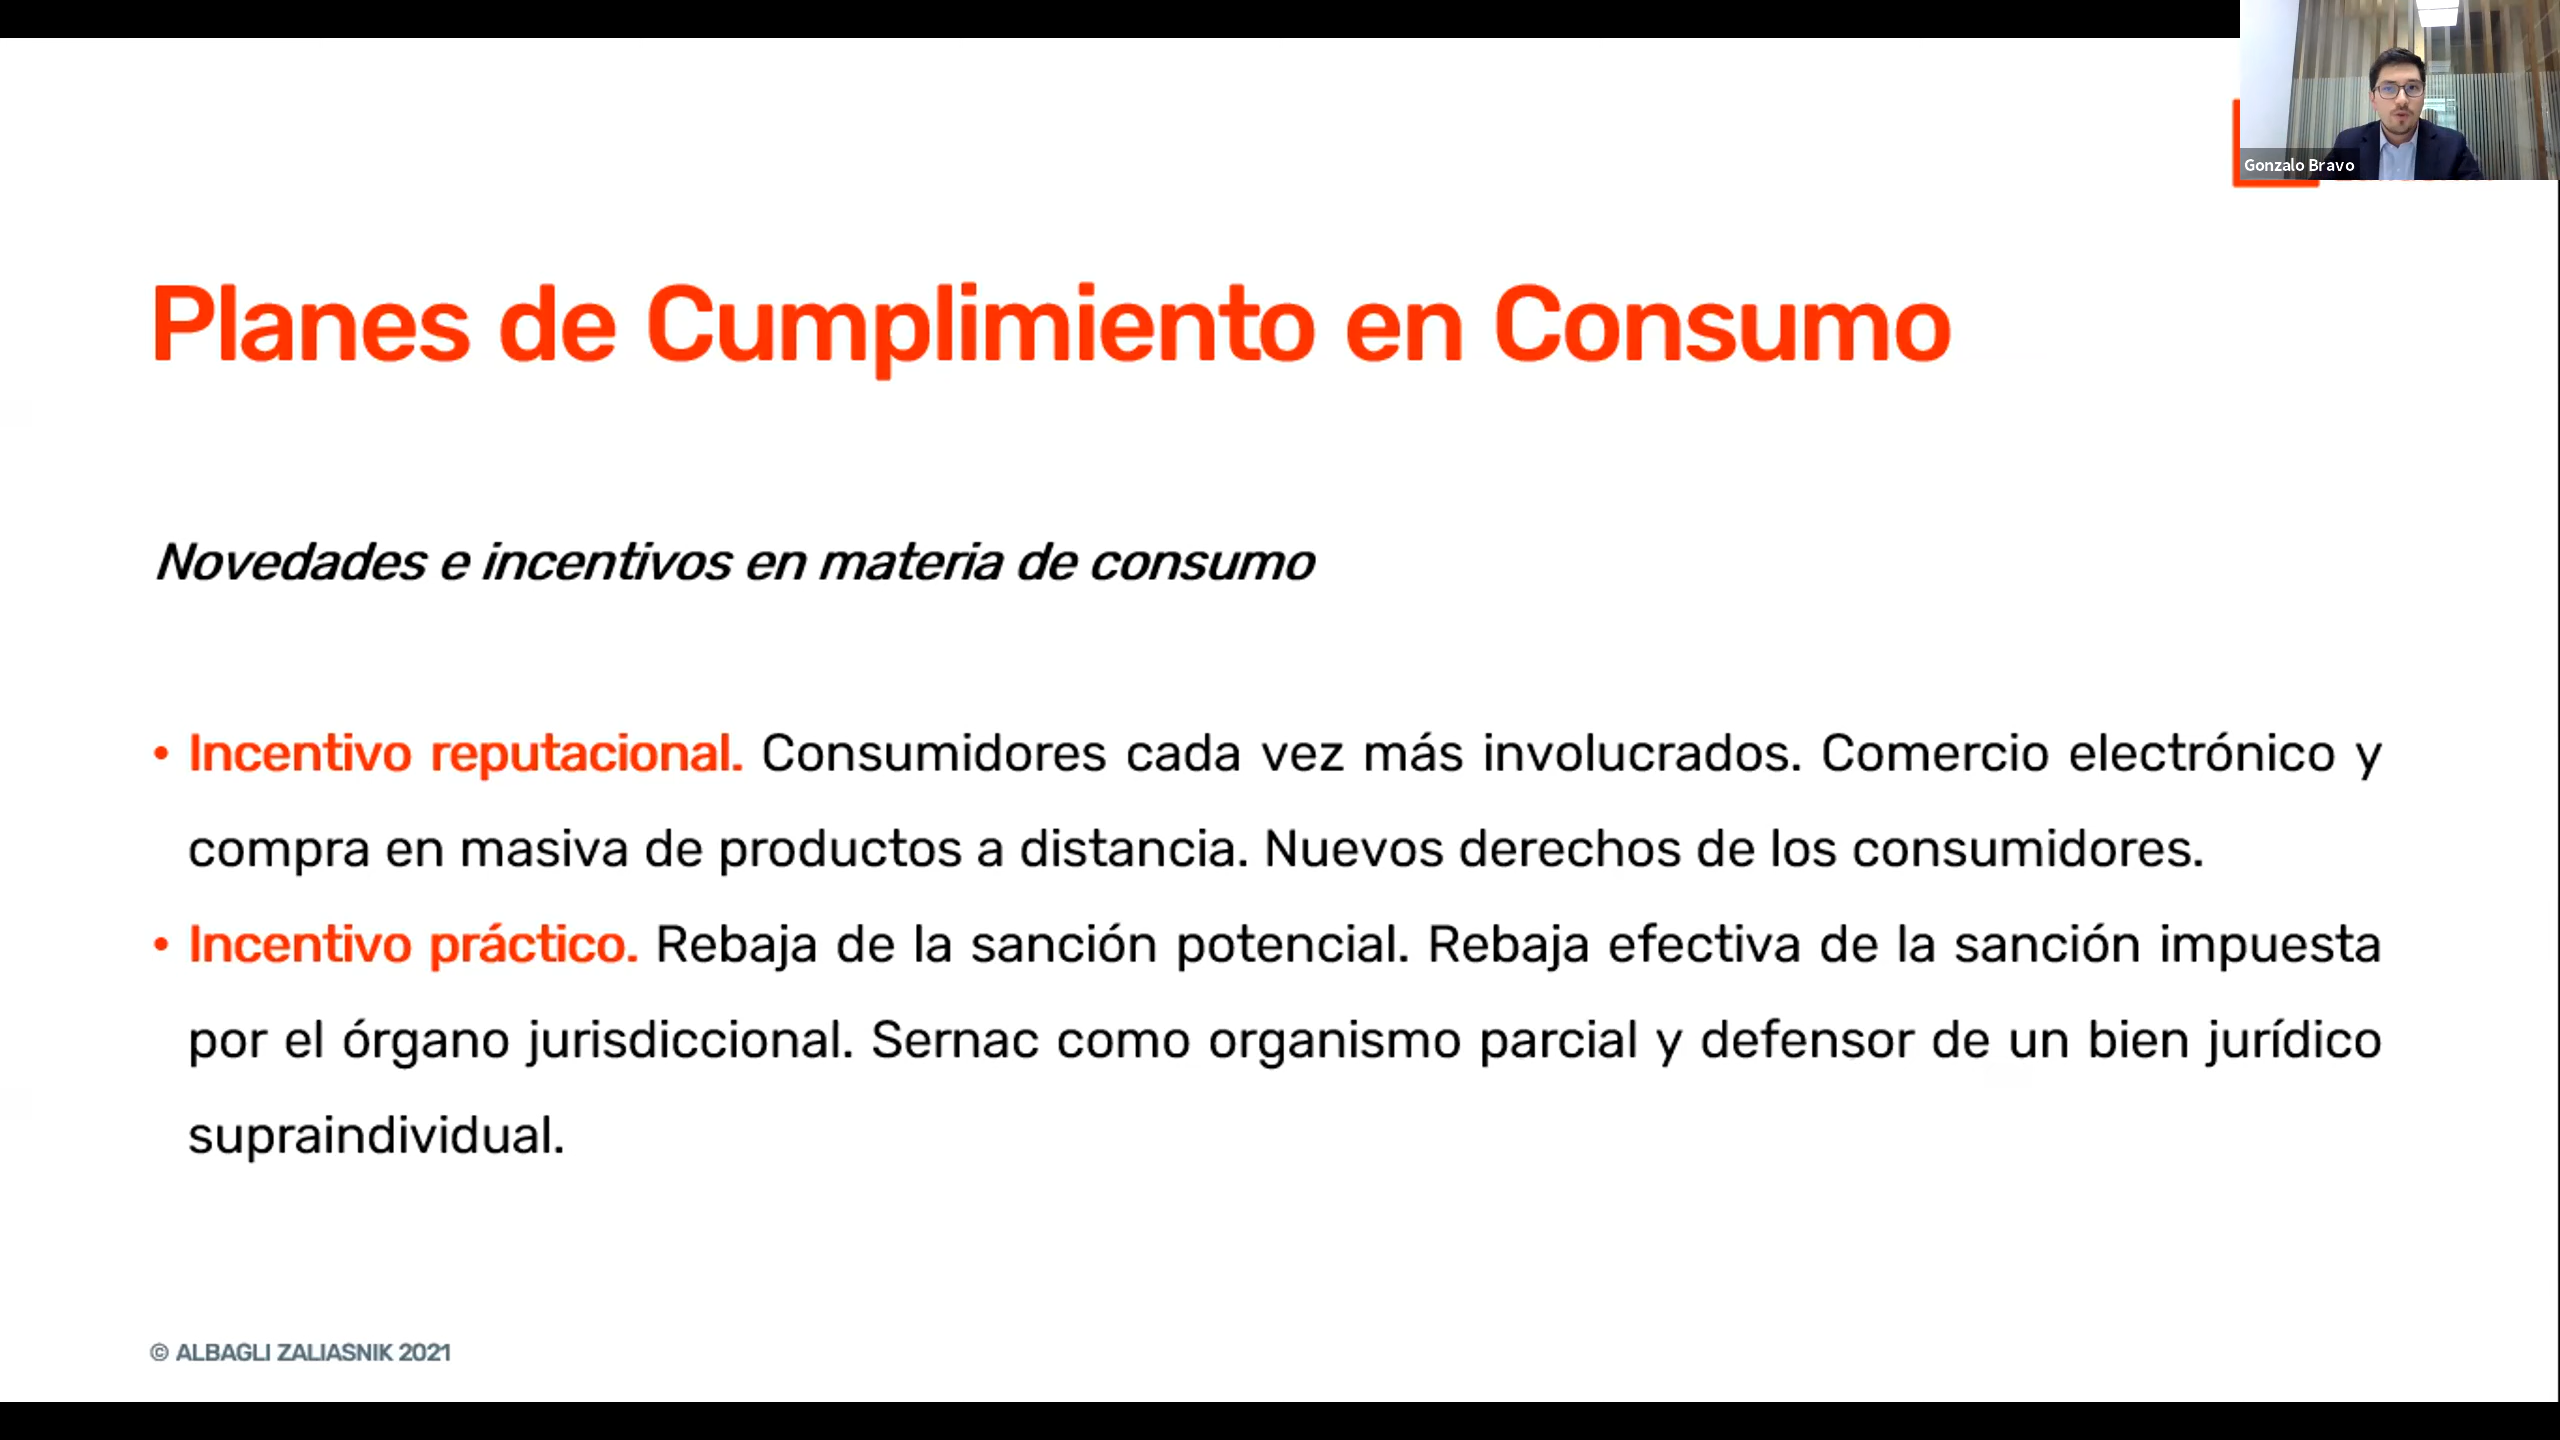 Gonzalo Bravo
Planes de Cumplimiento en Consumo
Novedades e incentivos en materia de consumo
• Incentivo reputacional. Consumidores cada vez más involucrados. Comercio electrónico y
compra en masiva de productos a distancia. Nuevos derechos de los consumidores.
• Incentivo práctico. Rebaja de la sanción potencial. Rebaja efectiva de la sanción impuesta
por el órgano jurisdiccional. Sernac como organismo parcial y defensor de un bien jurídico
supraindividual.
© ALBAGLI ZALIASNIK 2021